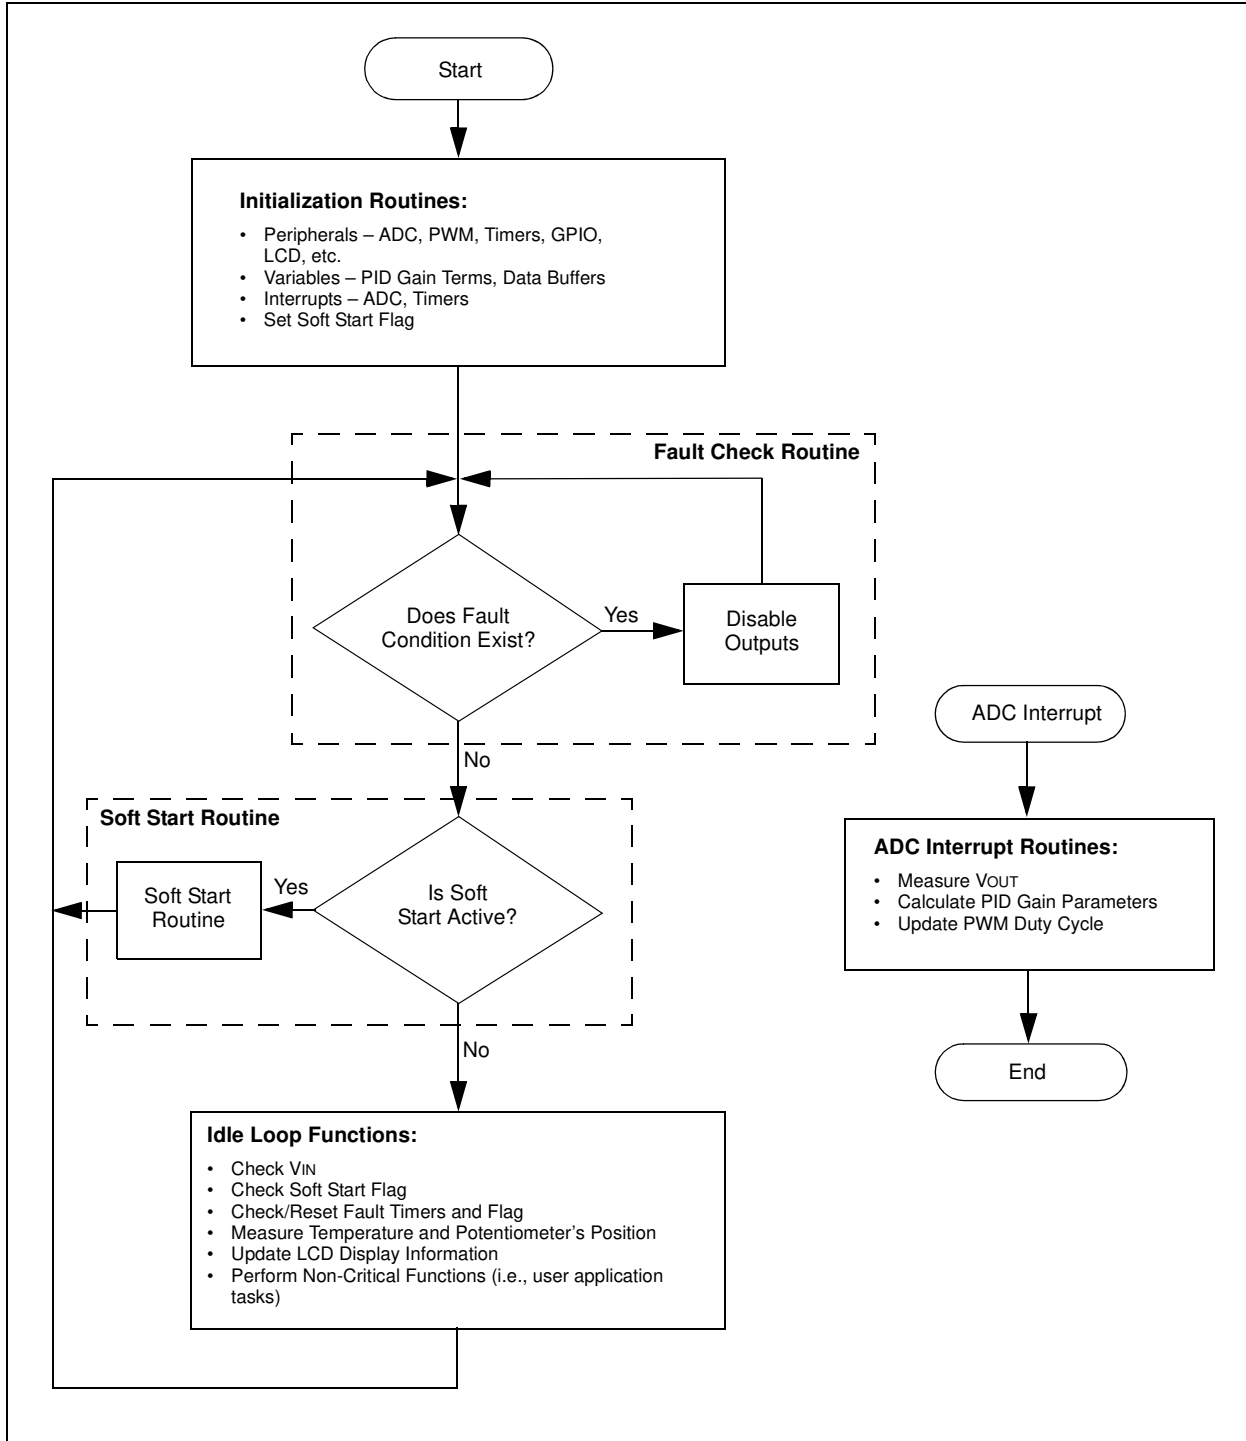 Start
Initialization Routines:
• Peripherals – ADC, PWM, Timers, GPIO,
LCD, etc.
• Variables – PID Gain Terms, Data Buffers
• Interrupts – ADC, Timers
• Set Soft Start Flag
Fault Check Routine
Does Fault
Condition Exist?
Yes
Disable
Outputs
No
Soft Start Routine
Is Soft
Start Active?
Yes
Soft Start
Routine
No
Idle Loop Functions:
• Check VIN
• Check Soft Start Flag
• Check/Reset Fault Timers and Flag
• Measure Temperature and Potentiometer's Position
• Update LCD Display Information
• Perform Non-Critical Functions (i.e., user application
tasks)
ADC Interrupt
ADC Interrupt Routines:
• Measure VOUT
• Calculate PID Gain Parameters
• Update PWM Duty Cycle
End